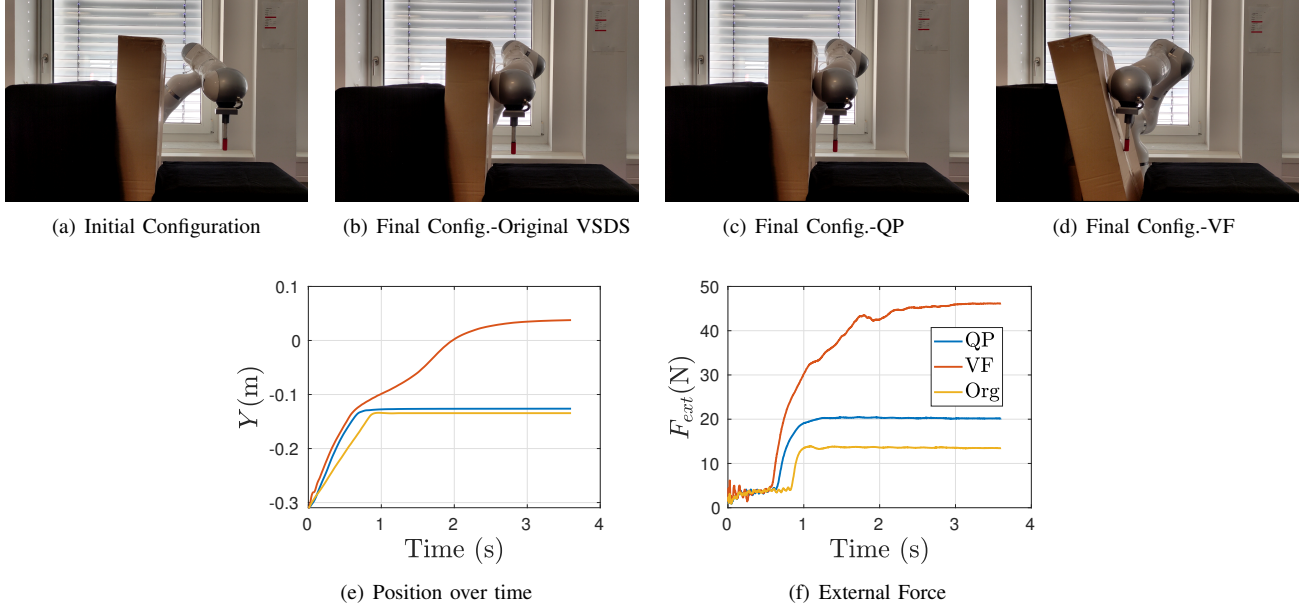 (a) Initial Configuration
(b) Final Config.-Original VSDS
(c) Final Config.-QP
(d) Final Config.-VF
0.1
0
-0.1
-0.2
-0.3
Y(m)
0 1 2 3 4
Time (s)
(e) Position over time
50
40
30
20
10
0
F_ext(N)
QP
VF
Org
0 1 2 3 4
Time (s)
(f) External Force